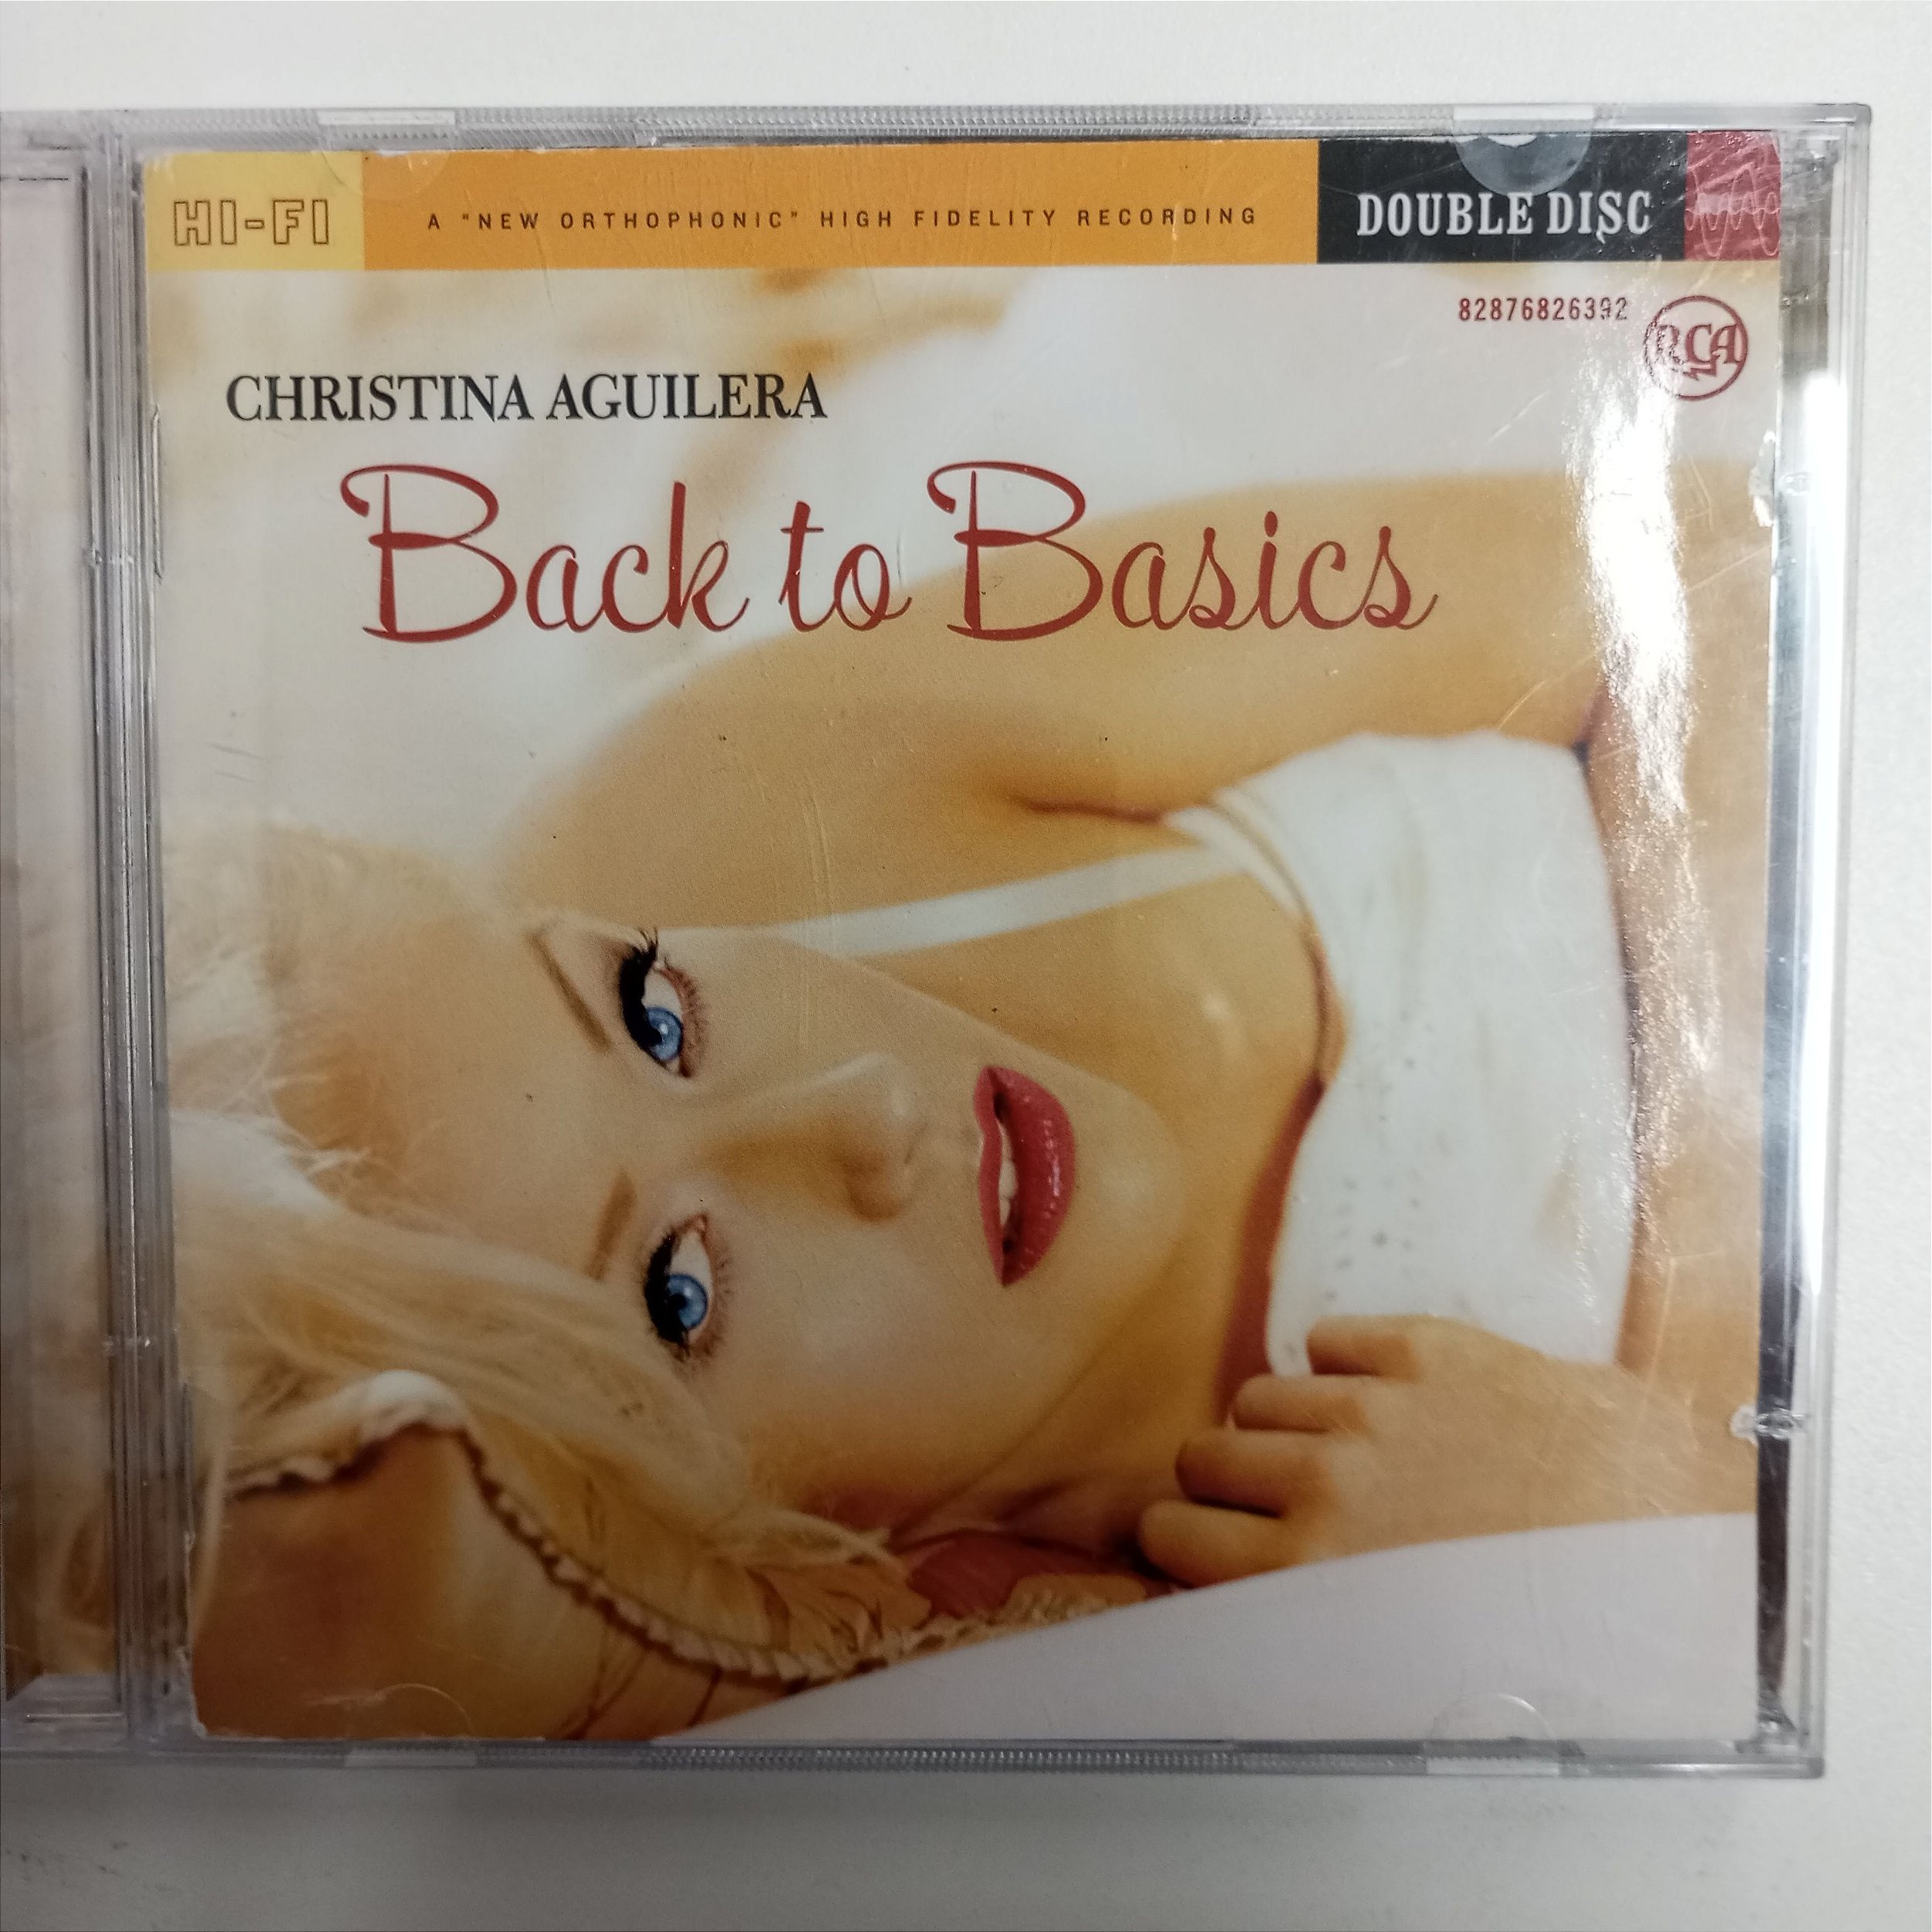 HI-FI
A "NEW ORTHOPHONIC" HIGH FIDELITY RECORDING
DOUBLE DISC
82876826392
RCA
CHRISTINA AGUILERA
Back to Basics